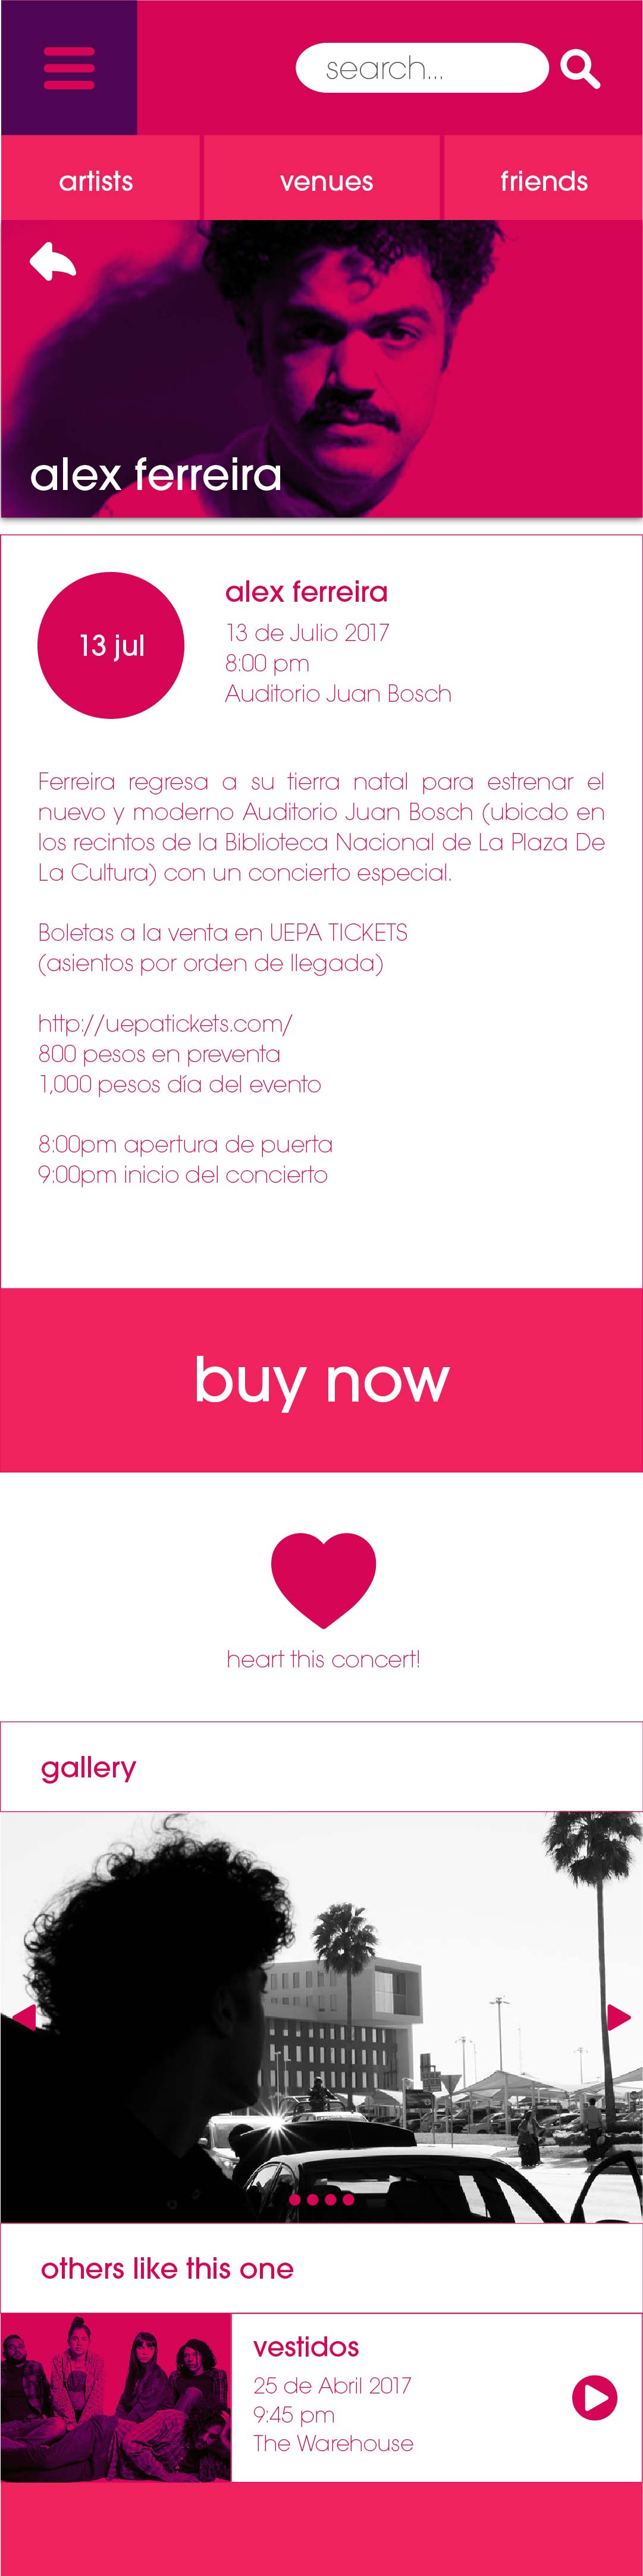 search...
artists
venues
friends
alex ferreira
13 jul
alex ferreira
13 de Julio 2017
8:00 pm
Auditorio Juan Bosch
Ferreira regresa a su tierra natal para estrenar el
nuevo y moderno Auditorio Juan Bosch (ubicdo en
los recintos de la Biblioteca Nacional de La Plaza De
La Cultura) con un concierto especial.
Boletas a la venta en UEPA TICKETS
(asientos por orden de llegada)
http://uepatickets.com/
800 pesos en preventa
1,000 pesos día del evento
8:00pm apertura de puerta
9:00pm inicio del concierto
buy now
heart this concert!
gallery
others like this one
vestidos
25 de Abril 2017
9:45 pm
The Warehouse